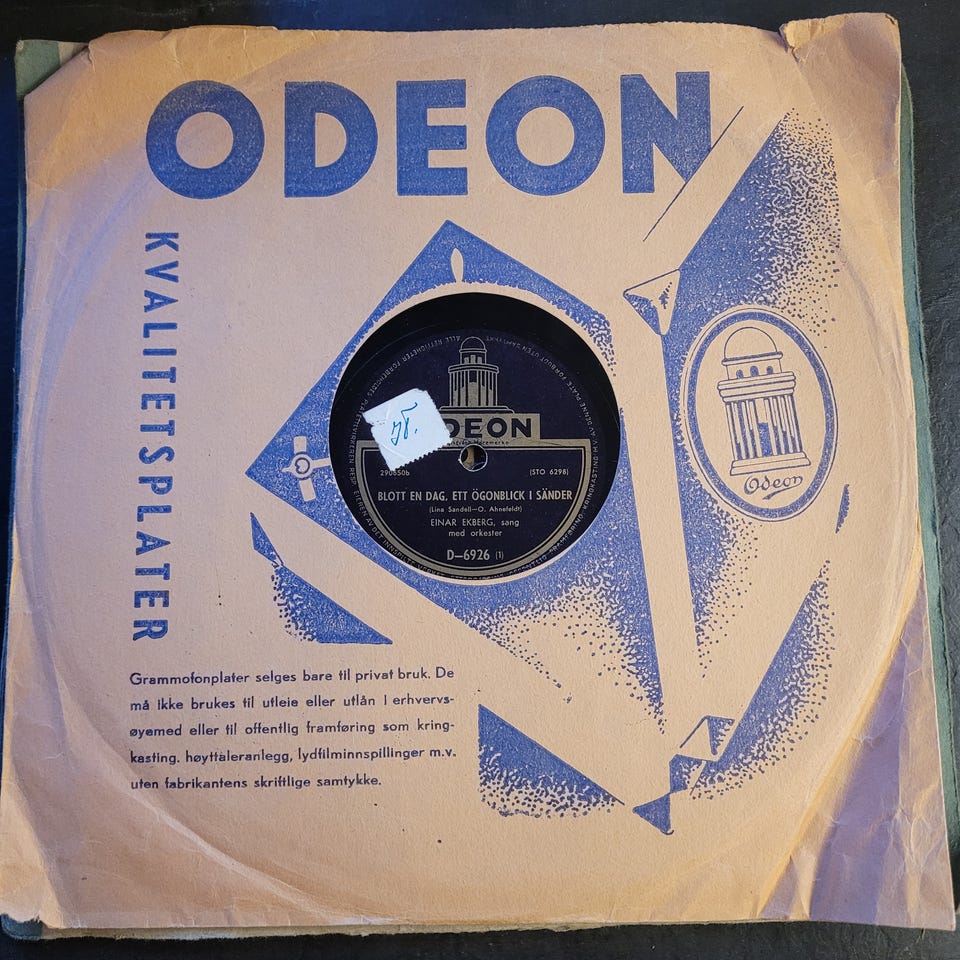 ODEON
KVALITETSPLATER
ODEON
290650b
(STO 6298)
BLOTT EN DAG, ETT ÖGONBLICK I SÄNDER
(Lina Sandell—O. Ahnefeldt)
EINAR EKBERG, sang
med orkester
D—6926 (1)
Odeon
Grammofonplater selges bare til privat bruk. De
må ikke brukes til utleie eller utlån i erhvervs-
øyemed eller til offentlig framføring som kring-
kasting. høyttaleranlegg, lydfilminnspillinger m.v.
uten fabrikantens skriftlige samtykke.